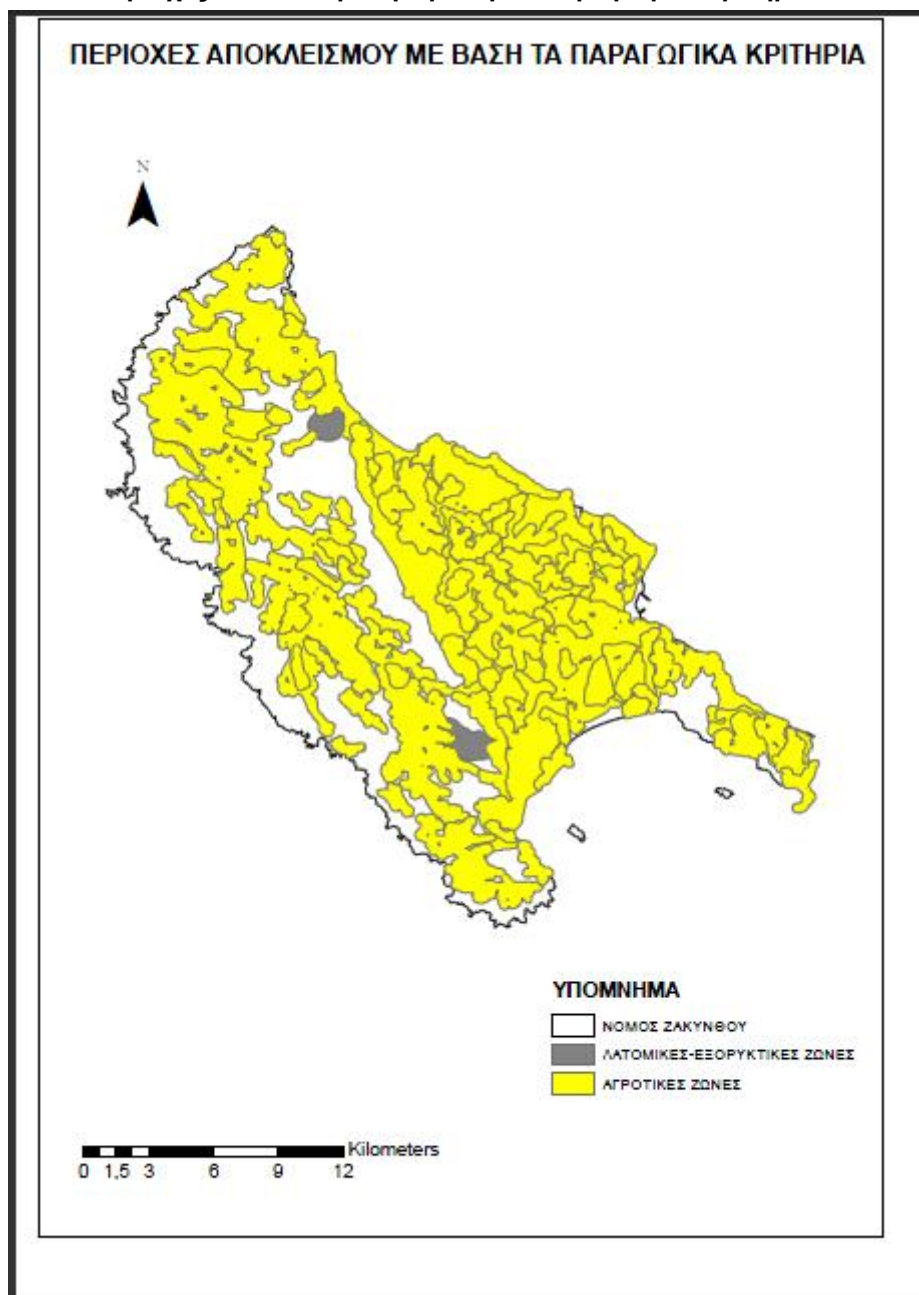 ΠΕΡΙΟΧΕΣ ΑΠΟΚΛΕΙΣΜΟΥ ΜΕ ΒΑΣΗ ΤΑ ΠΑΡΑΓΩΓΙΚΑ ΚΡΙΤΗΡΙΑ
N
ΥΠΟΜΝΗΜΑ
ΝΟΜΟΣ ΖΑΚΥΝΘΟΥ
ΛΑΤΟΜΙΚΕΣ-ΕΞΟΡΥΚΤΙΚΕΣ ΖΩΝΕΣ
ΑΓΡΟΤΙΚΕΣ ΖΩΝΕΣ
Kilometers
0 1,5 3 6 9 12